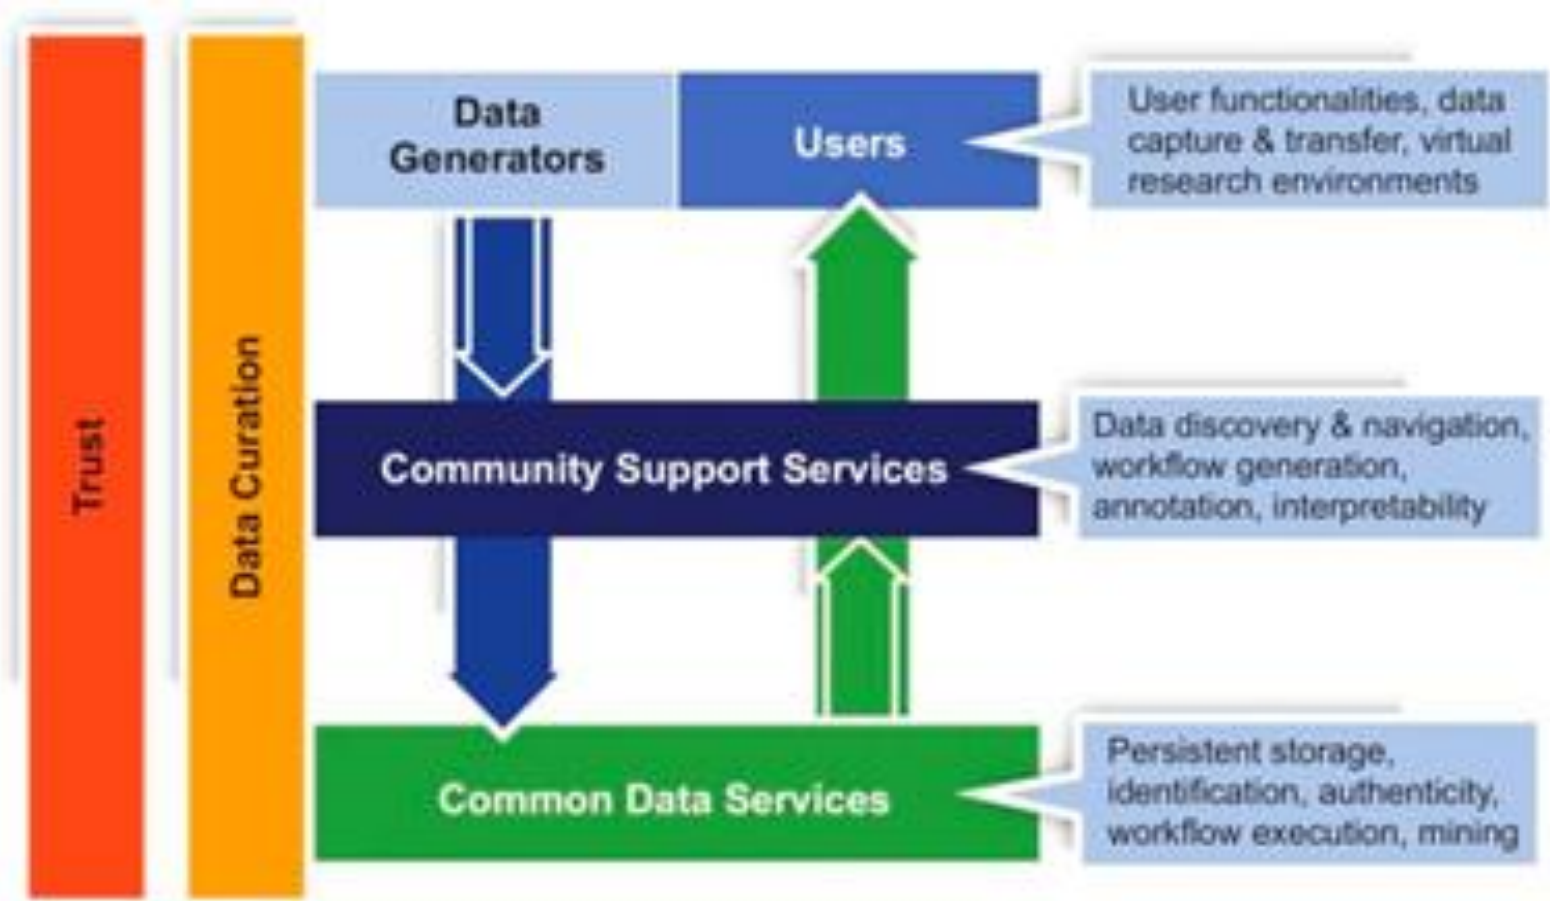 Trust
Data Curation
Data
Generators
Users
User functionalities, data
capture & transfer, virtual
research environments
Community Support Services
Data discovery & navigation,
workflow generation,
annotation, interpretability
Common Data Services
Persistent storage,
identification, authenticity,
workflow execution, mining